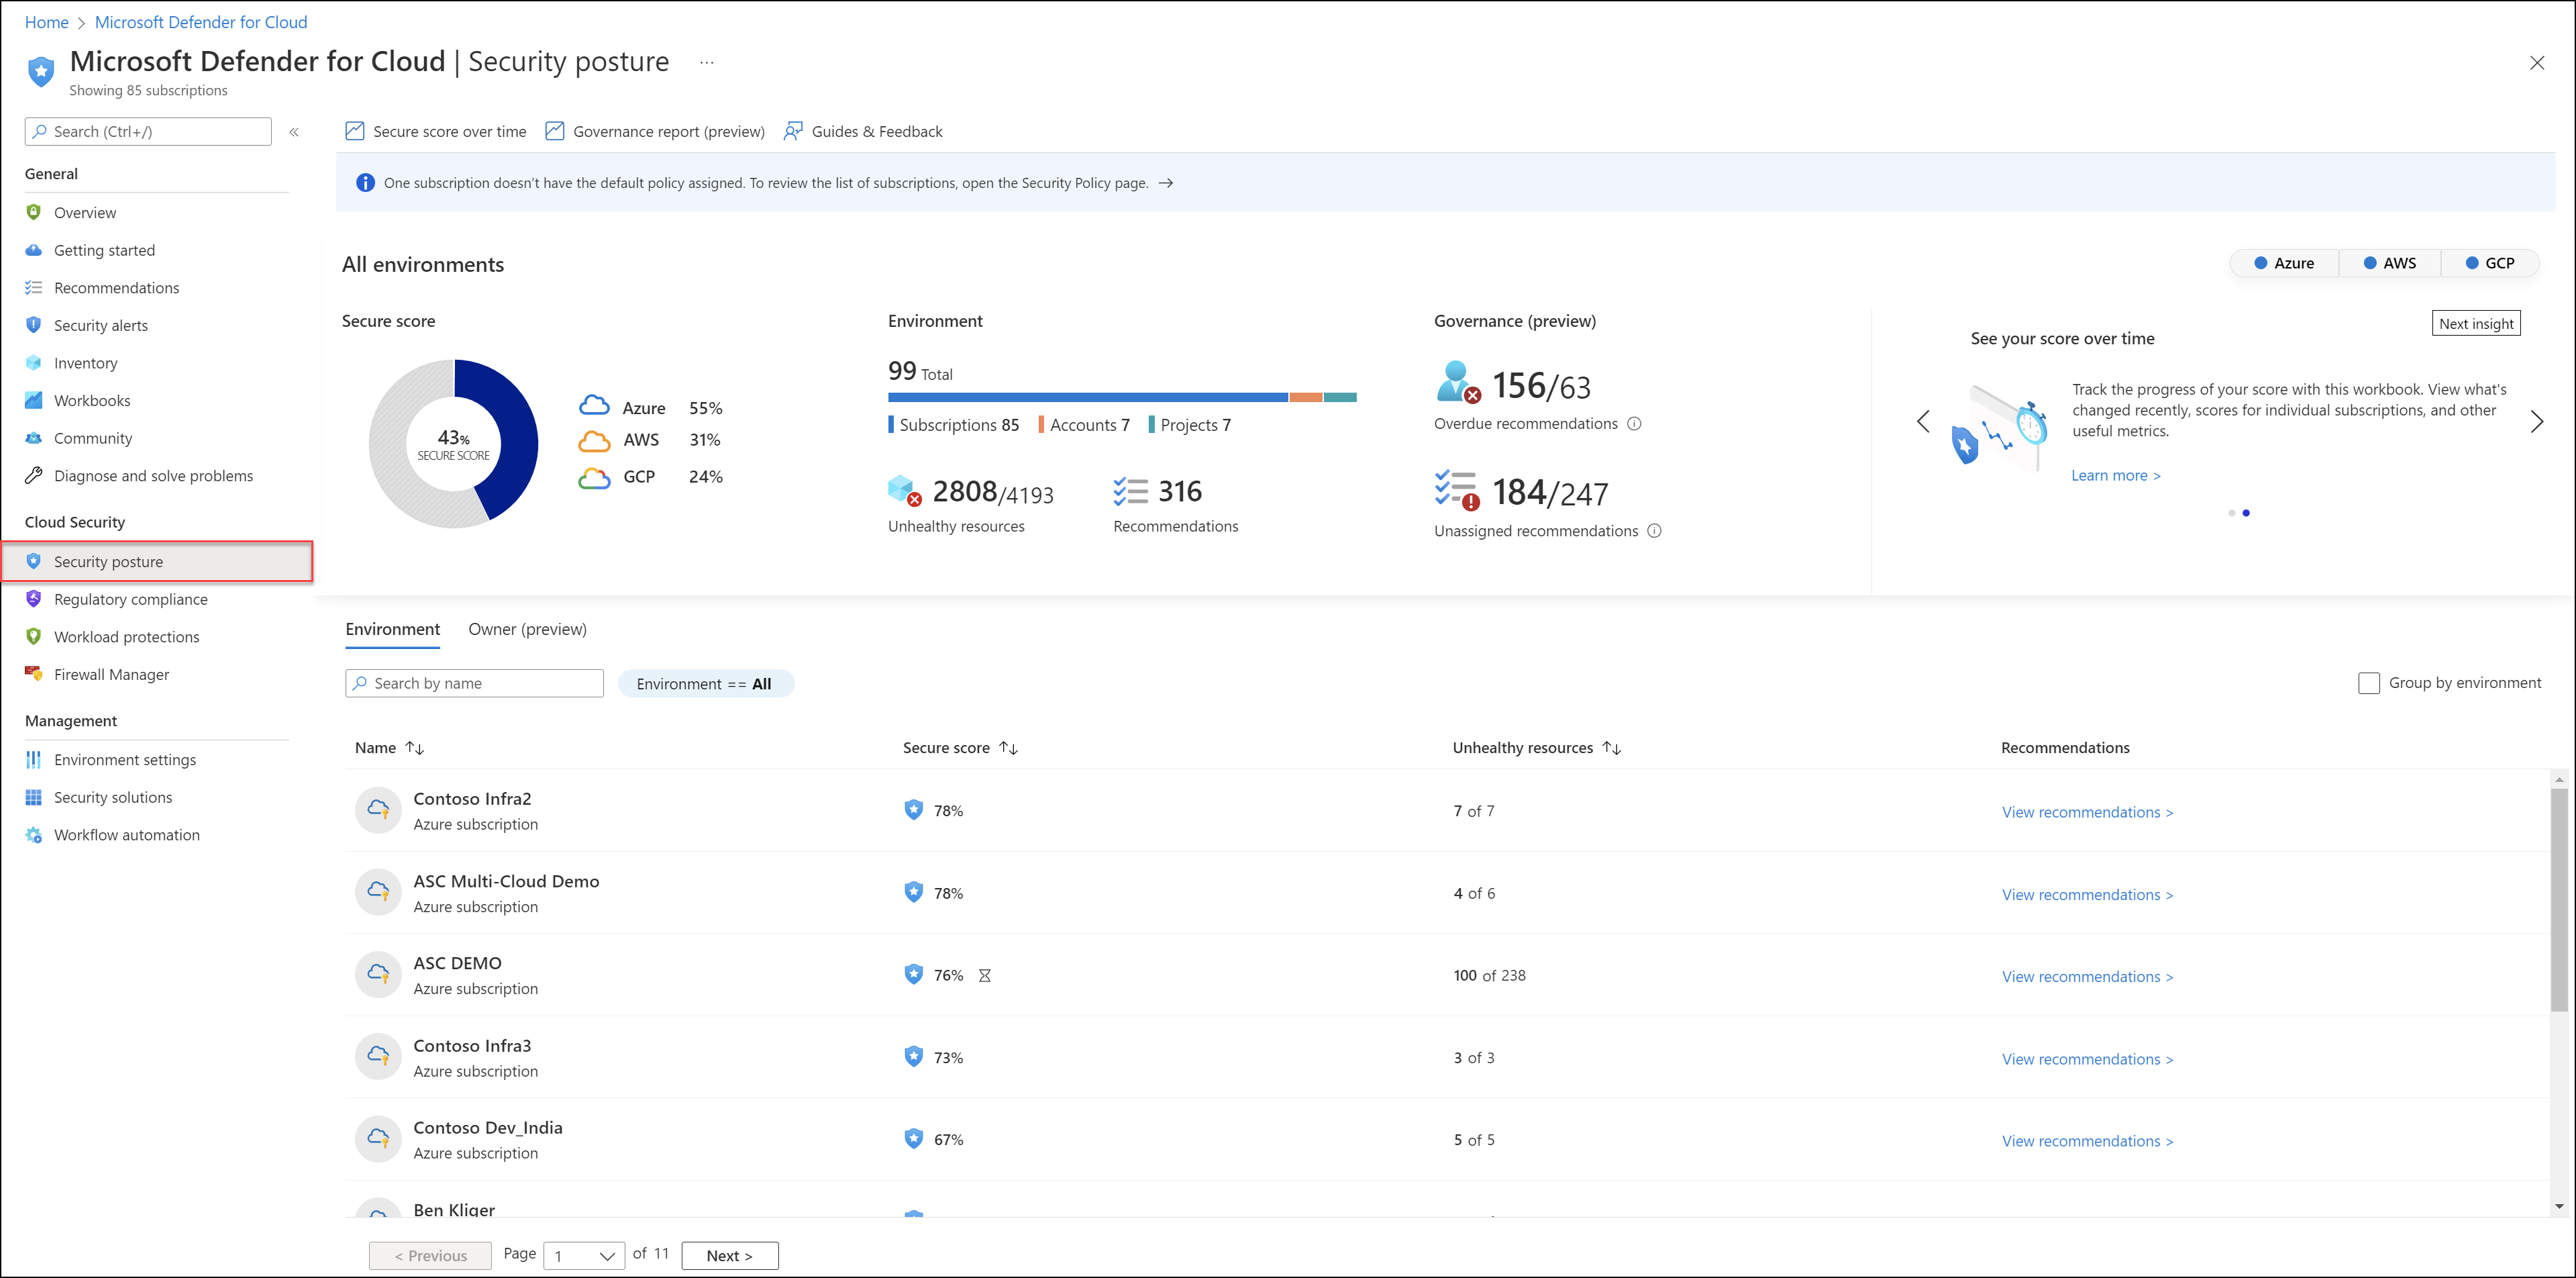 Home > Microsoft Defender for Cloud
Microsoft Defender for Cloud | Security posture ...
Showing 85 subscriptions
Search (Ctrl+/) «
Secure score over time Governance report (preview) Guides & Feedback
One subscription doesn't have the default policy assigned. To review the list of subscriptions, open the Security Policy page. →
General
Overview
Getting started
Recommendations
Security alerts
Inventory
Workbooks
Community
Diagnose and solve problems
Cloud Security
Security posture
Regulatory compliance
Workload protections
Firewall Manager
Management
Environment settings
Security solutions
Workflow automation
All environments
Azure AWS GCP
Secure score
43%
SECURE SCORE
Azure 55%
AWS 31%
GCP 24%
Environment
99 Total
Subscriptions 85 Accounts 7 Projects 7
2808/4193
Unhealthy resources
316
Recommendations
Governance (preview)
156/63
Overdue recommendations
184/247
Unassigned recommendations
Next insight
See your score over time
Track the progress of your score with this workbook. View what's
changed recently, scores for individual subscriptions, and other
useful metrics.
Learn more >
Environment Owner (preview)
Search by name Environment == All
Group by environment
Name ↑↓ Secure score ↑↓ Unhealthy resources ↑↓ Recommendations
Contoso Infra2
Azure subscription
78% 7 of 7 View recommendations >
ASC Multi-Cloud Demo
Azure subscription
78% 4 of 6 View recommendations >
ASC DEMO
Azure subscription
76% 100 of 238 View recommendations >
Contoso Infra3
Azure subscription
73% 3 of 3 View recommendations >
Contoso Dev_India
Azure subscription
67% 5 of 5 View recommendations >
Ben Kliger
< Previous Page 1 of 11 Next >